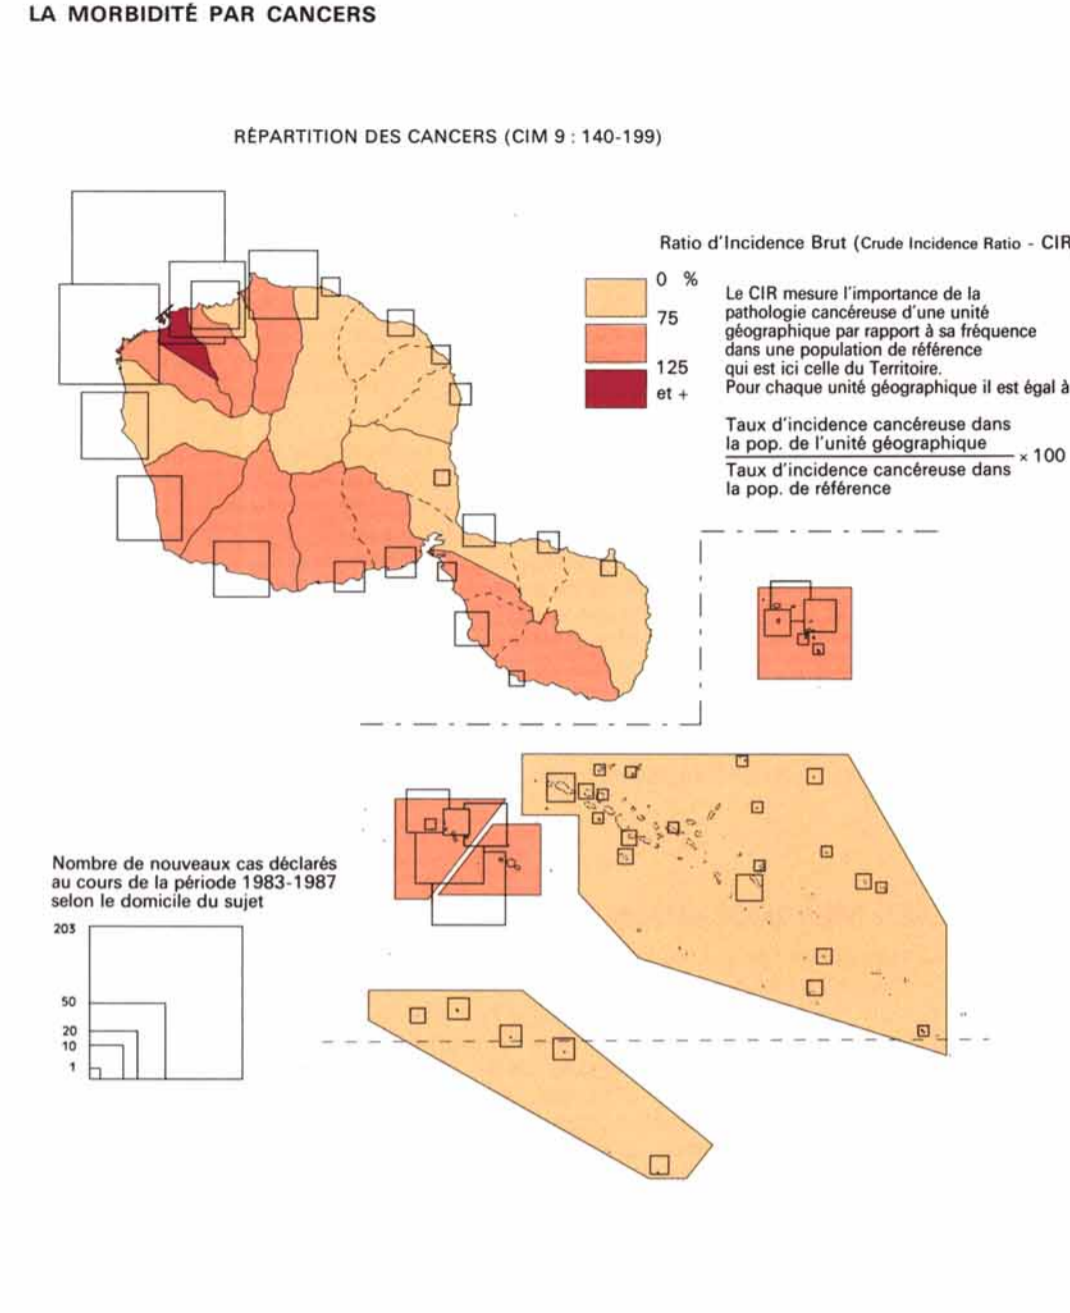 LA MORBIDITÉ PAR CANCERS
RÉPARTITION DES CANCERS (CIM 9 : 140-199)
Ratio d'Incidence Brut (Crude Incidence Ratio - CIR
0 %
75
125
et +
Le CIR mesure l'importance de la
pathologie cancéreuse d'une unité
géographique par rapport à sa fréquence
dans une population de référence
qui est ici celle du Territoire.
Pour chaque unité géographique il est égal à
Taux d'incidence cancéreuse dans
la pop. de l'unité géographique
x 100
Taux d'incidence cancéreuse dans
la pop. de référence
Nombre de nouveaux cas déclarés
au cours de la période 1983-1987
selon le domicile du sujet
203
50
20
10
1